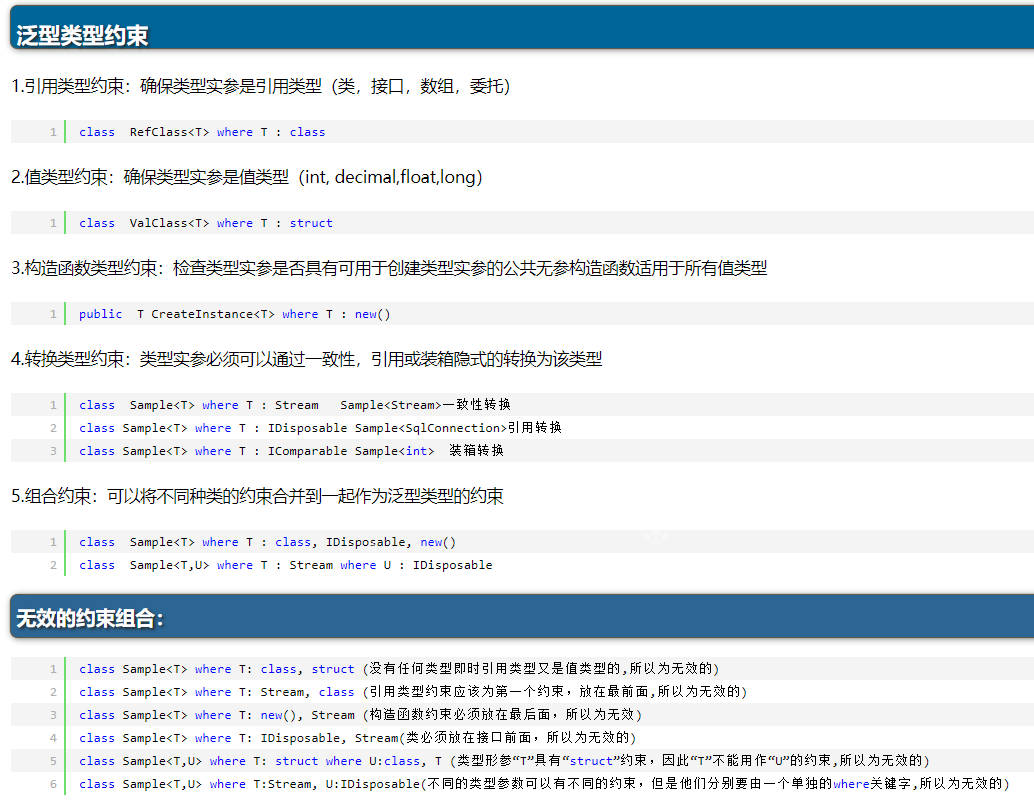 泛型类型约束
1.引用类型约束：确保类型实参是引用类型（类，接口，数组，委托）
1 class  RefClass<T> where T : class
2.值类型约束：确保类型实参是值类型（int, decimal,float,long）
1 class  ValClass<T> where T : struct
3.构造函数类型约束：检查类型实参是否具有可用于创建类型实参的公共无参构造函数适用于所有值类型
1 public  T CreateInstance<T> where T : new()
4.转换类型约束：类型实参必须可以通过一致性，引用或装箱隐式的转换为该类型
1 class  Sample<T> where T : Stream   Sample<Stream>一致性转换
2 class Sample<T> where T : IDisposable Sample<SqlConnection>引用转换
3 class Sample<T> where T : IComparable Sample<int>  装箱转换
5.组合约束：可以将不同种类的约束合并到一起作为泛型类型的约束
1 class  Sample<T> where T : class, IDisposable, new()
2 class  Sample<T,U> where T : Stream where U : IDisposable
无效的约束组合：
1 class Sample<T> where T: class, struct (没有任何类型即时引用类型又是值类型的,所以为无效的)
2 class Sample<T> where T: Stream, class (引用类型约束应该为第一个约束，放在最前面,所以为无效的)
3 class Sample<T> where T: new(), Stream (构造函数约束必须放在最后面，所以为无效)
4 class Sample<T> where T: IDisposable, Stream(类必须放在接口前面，所以为无效的)
5 class Sample<T,U> where T: struct where U:class, T (类型形参“T”具有“struct”约束，因此“T”不能用作“U”的约束,所以为无效的)
6 class Sample<T,U> where T:Stream, U:IDisposable(不同的类型参数可以有不同的约束，但是他们分别要由一个单独的where关键字,所以为无效的)